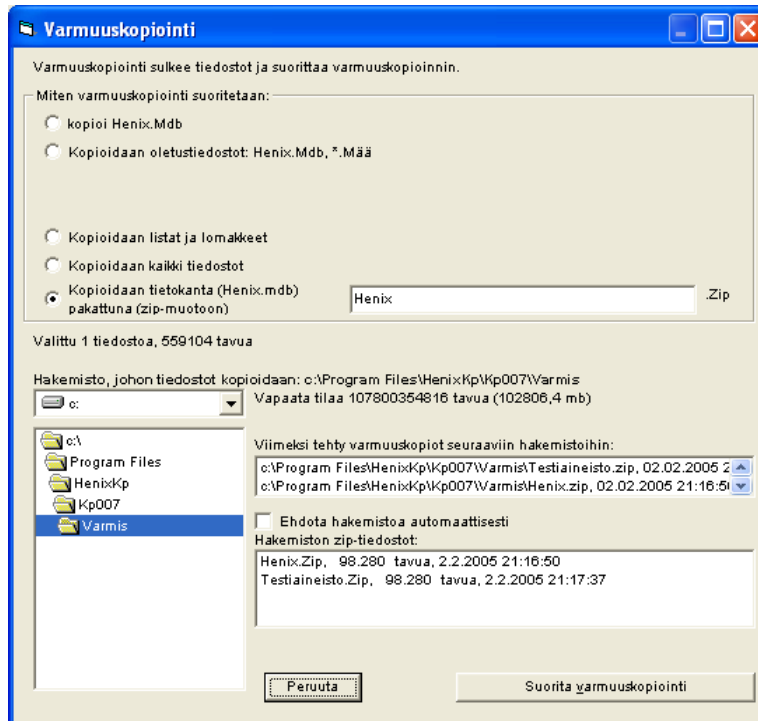 Varmuuskopiointi
Varmuuskopiointi sulkee tiedostot ja suorittaa varmuuskopioinnin.
Miten varmuuskopiointi suoritetaan:
kopioi Henix.Mdb
Kopioidaan oletustiedostot: Henix.Mdb, *.Mää
Kopioidaan listat ja lomakkeet
Kopioidaan kaikki tiedostot
Kopioidaan tietokanta (Henix.mdb)
pakattuna (zip-muotoon)
Henix
.Zip
Valittu 1 tiedostoa, 559104 tavua
Hakemisto, johon tiedostot kopioidaan: c:\Program Files\HenixKp\Kp007\Varmis
c:
Vapaata tilaa 107800354816 tavua (102806,4 mb)
c:\
Program Files
HenixKp
Kp007
Varmis
Viimeksi tehty varmuuskopiot seuraaviin hakemistoihin:
c:\Program Files\HenixKp\Kp007\Varmis\Testiaineisto.zip, 02.02.2005 2
c:\Program Files\HenixKp\Kp007\Varmis\Henix.zip, 02.02.2005 21:16:50
Ehdota hakemistoa automaattisesti
Hakemiston zip-tiedostot:
Henix.Zip, 98.280 tavua, 2.2.2005 21:16:50
Testiaineisto.Zip, 98.280 tavua, 2.2.2005 21:17:37
Peruuta
Suorita varmuuskopiointi